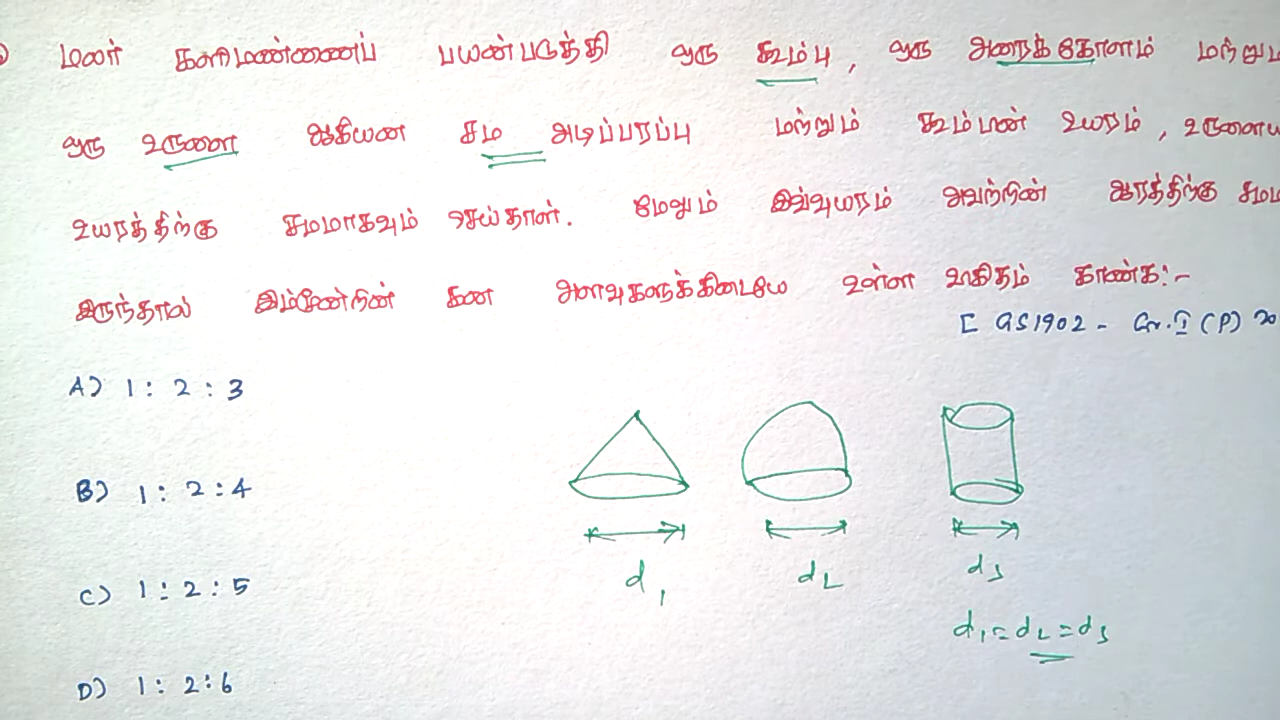 மலர் களிமண்ணைப் பயன்படுத்தி ஒரு கூம்பு, ஒரு அரைக்கோளம் மற்றும்
ஒரு உருளை ஆகியன சம அடிப்பரப்பு மற்றும் கூம்பின் உயரம், உருளைய
உயரத்திற்கு சமமாகவும் செய்தாள். மேலும் இவ்வுயரம் அவற்றின் ஆரத்திற்கு சமம
இருந்தால் இம்மூன்றின் கன அளவுகளுக்கிடையே உள்ள விகிதம் காண்க:-
[ GS1902 - Gr.I (P)
A) 1 : 2 : 3
B) 1 : 2 : 4
C) 1 : 2 : 5
D) 1 : 2 : 6
d1 d2 d3
d1 = d2 = d3